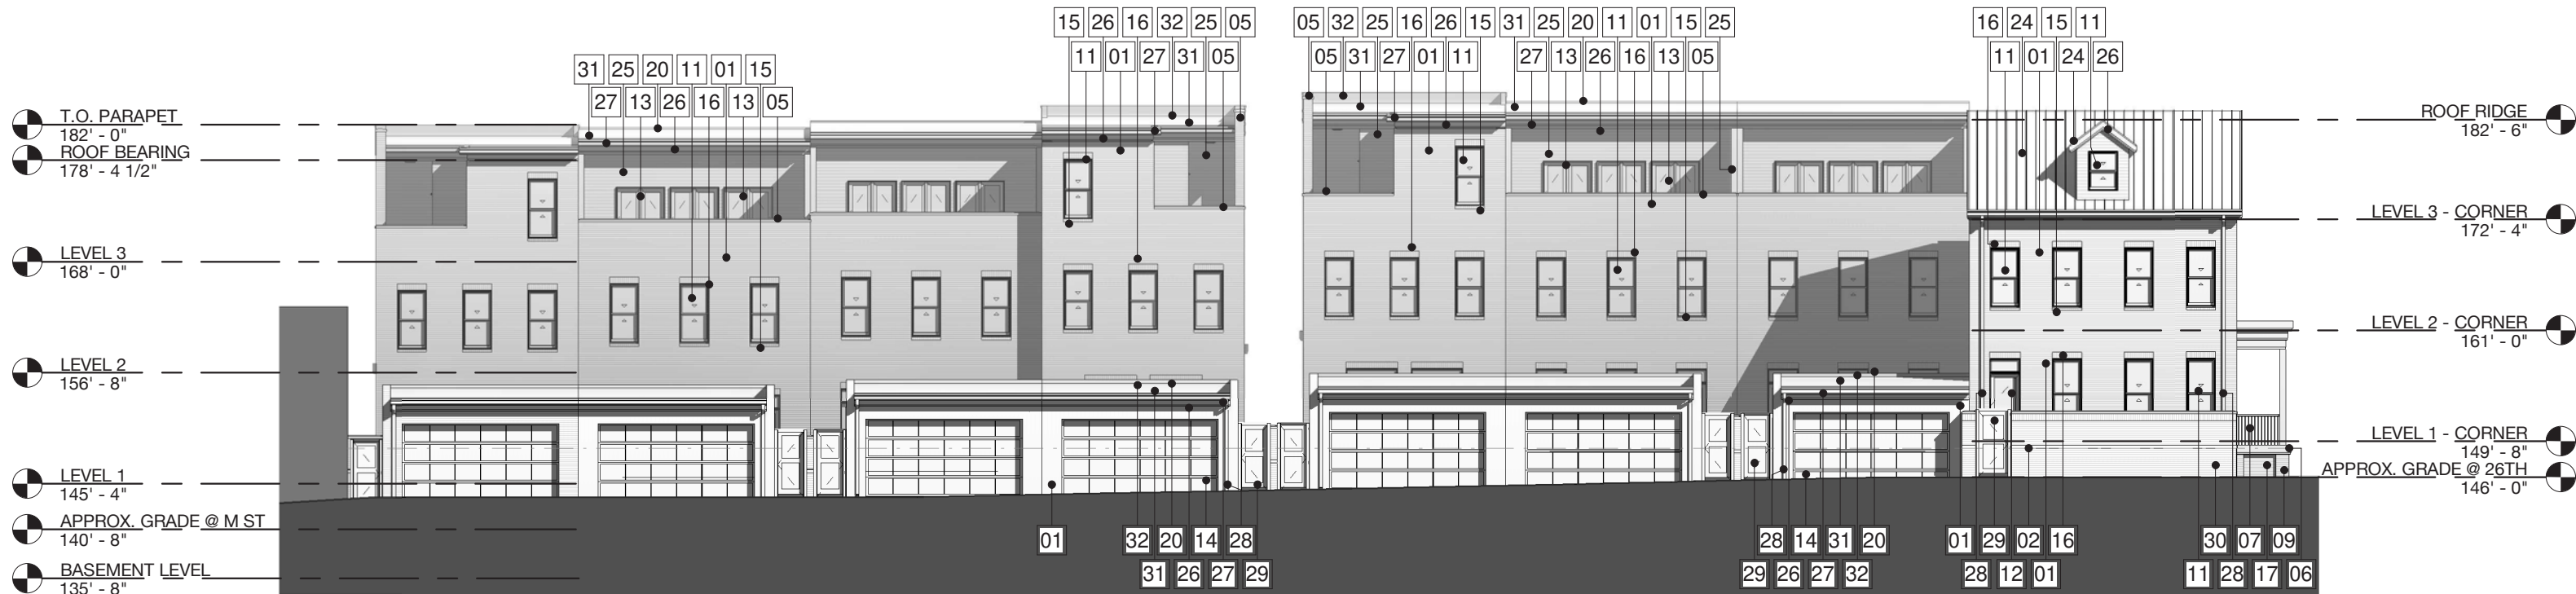 15 26 16 32 25 05
11 01 27 31 05
05 32 25 16 26 15
05 31 27 01 11
31 25 20 11 01 15 25
27 13 26 16 13 05
16 24 15 11
11 01 24 26
31 25 20 11 01 15
27 13 26 16 13 05
T.O. PARAPET
182' - 0"
ROOF BEARING
178' - 4 1/2"
LEVEL 3
168' - 0"
LEVEL 2
156' - 8"
LEVEL 1
145' - 4"
APPROX. GRADE @ M ST
140' - 8"
BASEMENT LEVEL
135' - 8"
ROOF RIDGE
182' - 6"
LEVEL 3 - CORNER
172' - 4"
LEVEL 2 - CORNER
161' - 0"
LEVEL 1 - CORNER
149' - 8"
APPROX. GRADE @ 26TH
146' - 0"
01 32 20 14 28
31 26 27 29
28 14 31 20
29 26 27 32
01 29 02 16
28 12 01
30 07 09
11 28 17 06